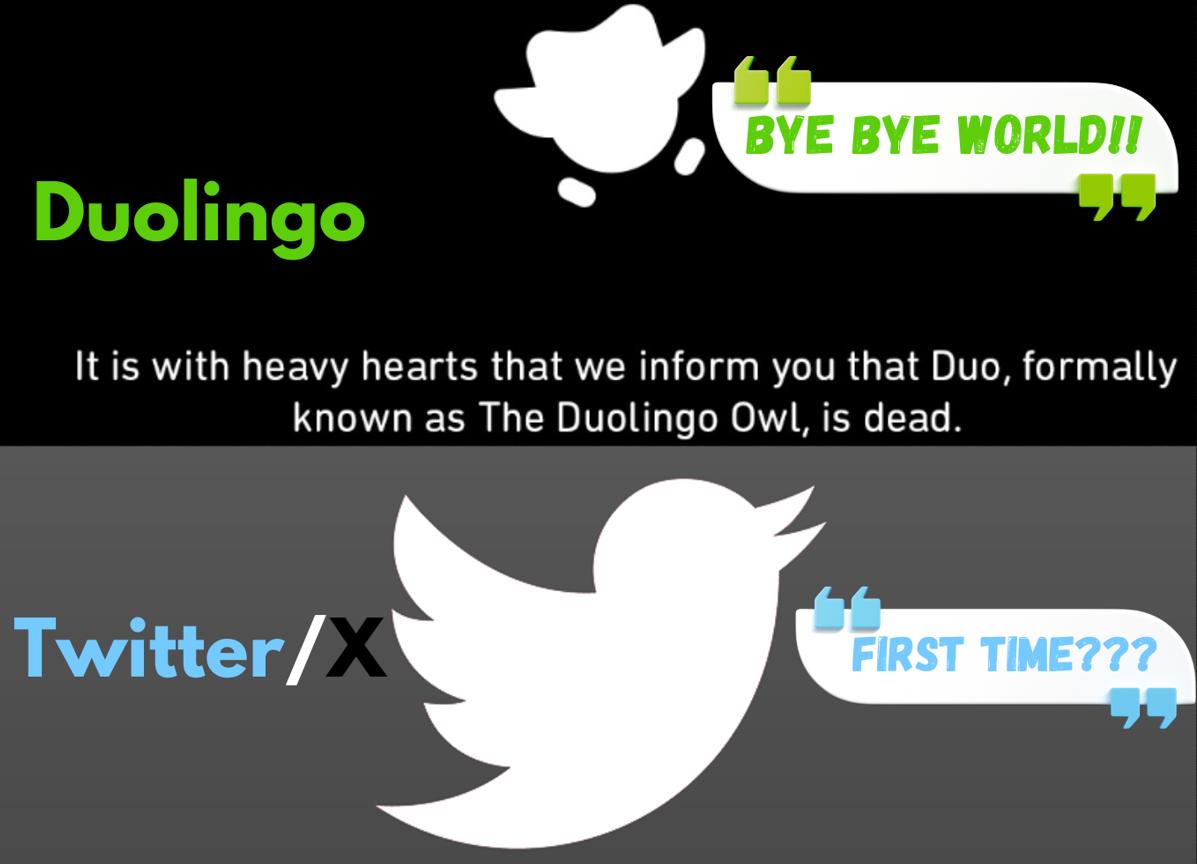 BYE BYE WORLD!!
Duolingo
It is with heavy hearts that we inform you that Duo, formally
known as The Duolingo Owl, is dead.
Twitter/X
FIRST TIME???